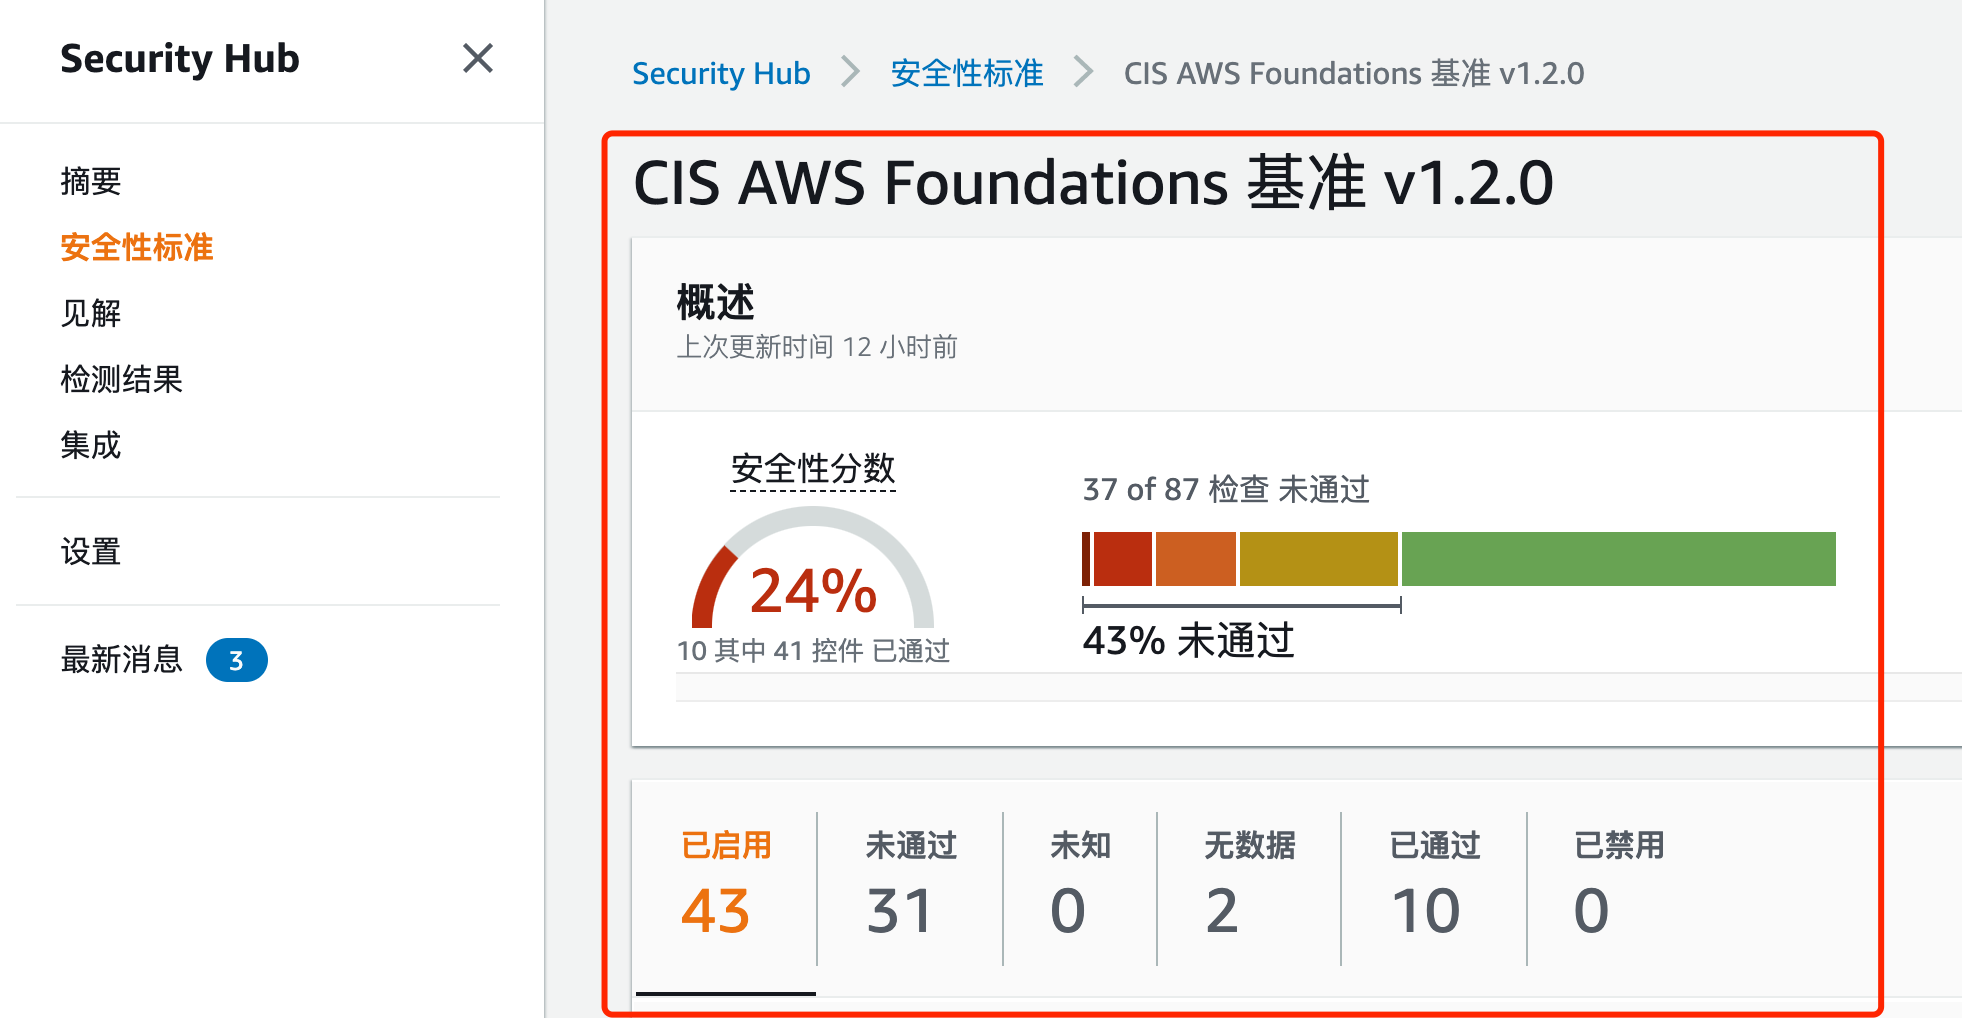 Security Hub
摘要
安全性标准
见解
检测结果
集成
设置
最新消息 3
Security Hub 安全性标准 CIS AWS Foundations 基准 v1.2.0
CIS AWS Foundations 基准 v1.2.0
概述
上次更新时间 12 小时前
安全性分数
24%
10 其中 41 控件 已通过
37 of 87 检查 未通过
43% 未通过
已启用 未通过 未知 无数据 已通过 已禁用
43 31 0 2 10 0